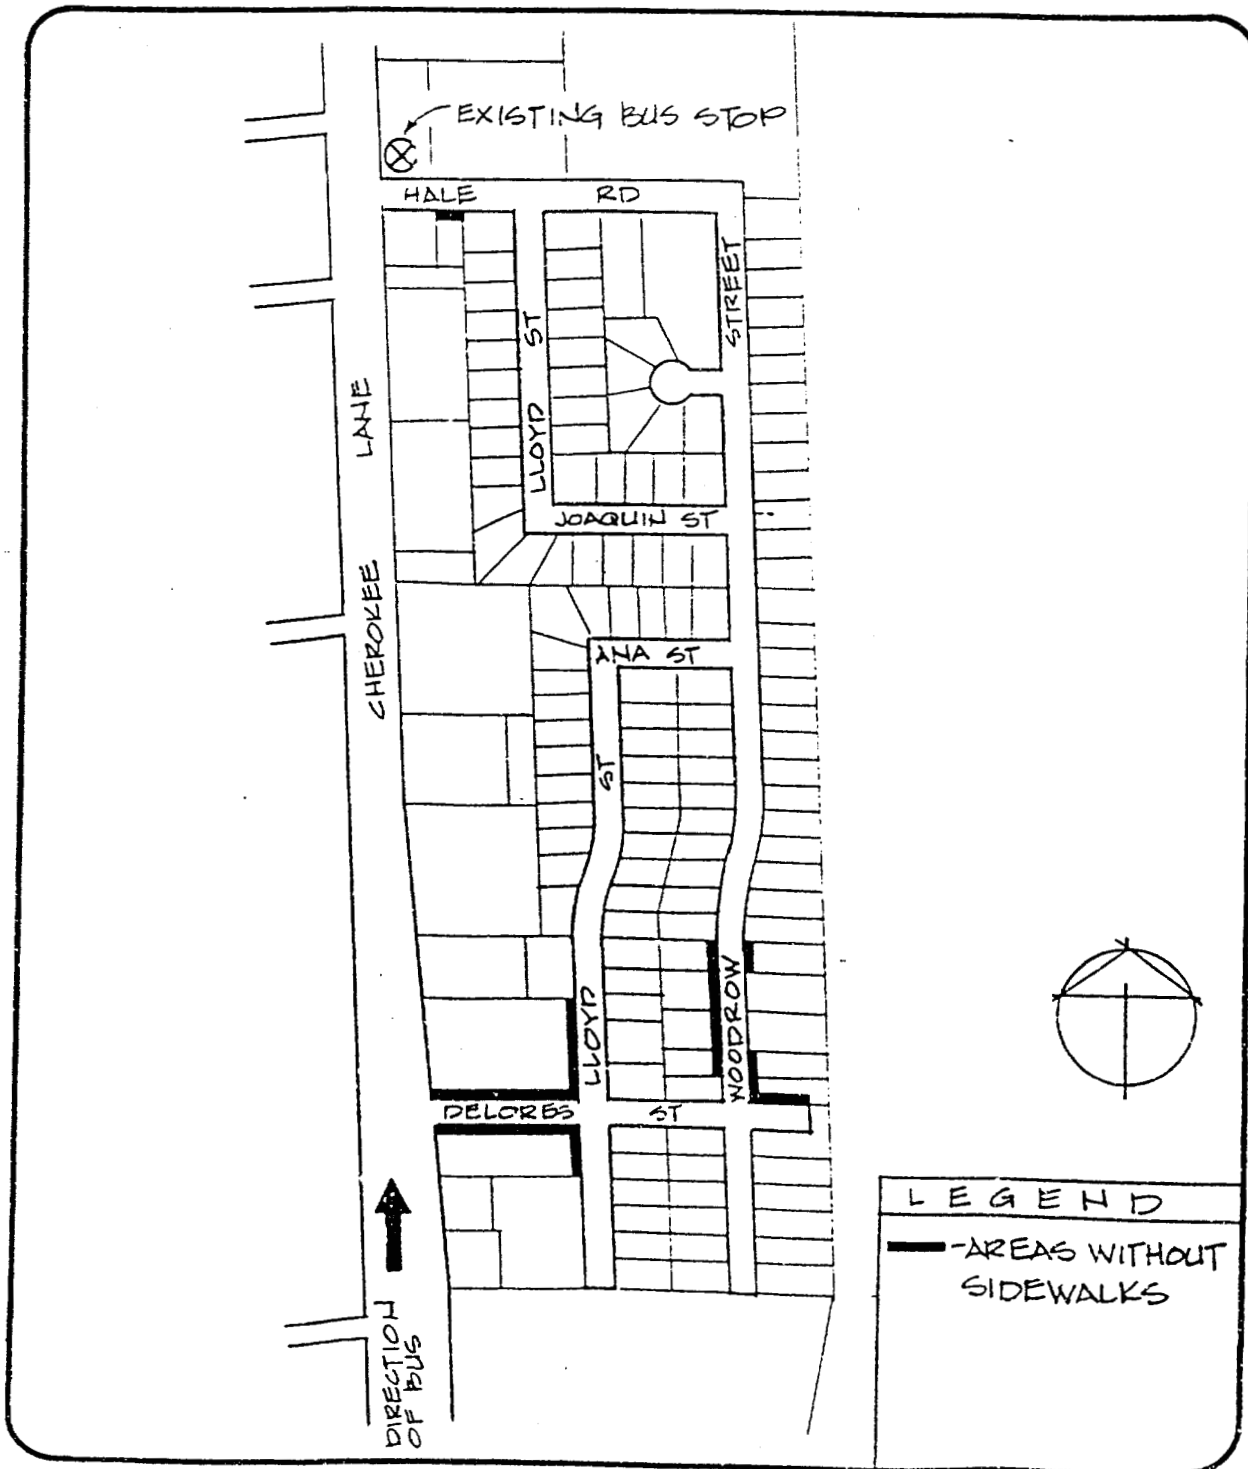 EXISTING BUS STOP
HALE RD
STREET
LLOYD ST
LANE
JOAQUIN ST
CHEROKEE
ANA ST
ST
LLOYD
WOODROW
DELORES ST
LEGEND
-AREAS WITHOUT
SIDEWALKS
DIRECTION
OF BUS